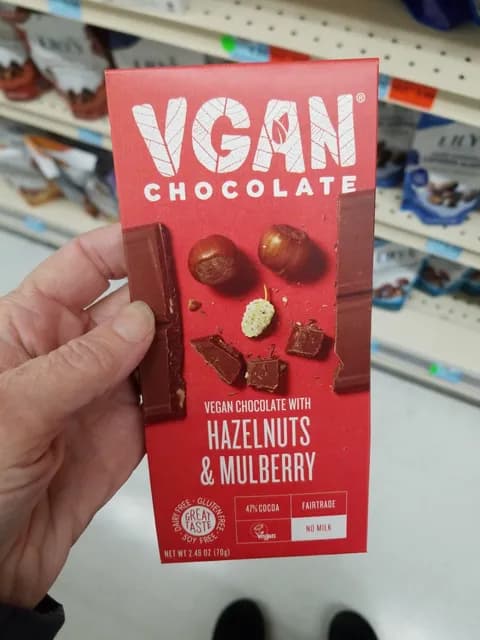 VGAN®
CHOCOLATE
VEGAN CHOCOLATE WITH
HAZELNUTS
& MULBERRY
DAIRY FREE · GLUTEN FREE · SOY FREE
GREAT
TASTE
47% COCOA
FAIRTRADE
Vegan
NO MILK
NET WT 2.46 OZ (70g)
LILY'S